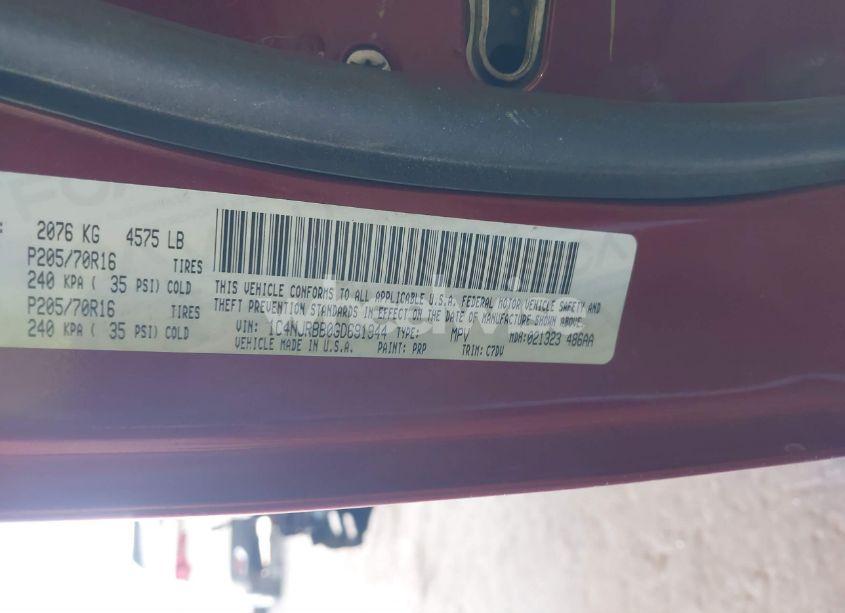 2076 KG 4575 LB
P205/70R16 TIRES
240 KPA ( 35 PSI) COLD
P205/70R16 TIRES
240 KPA ( 35 PSI) COLD
THIS VEHICLE CONFORMS TO ALL APPLICABLE U.S.A. FEDERAL MOTOR VEHICLE SAFETY AND
THEFT PREVENTION STANDARDS IN EFFECT ON THE DATE OF MANUFACTURE SHOWN ABOVE.
VIN: 1C4NJRBB0GD691844 TYPE: MPV MDH:021323 486AA
VEHICLE MADE IN U.S.A. PAINT: PRP TRIM: C7DV